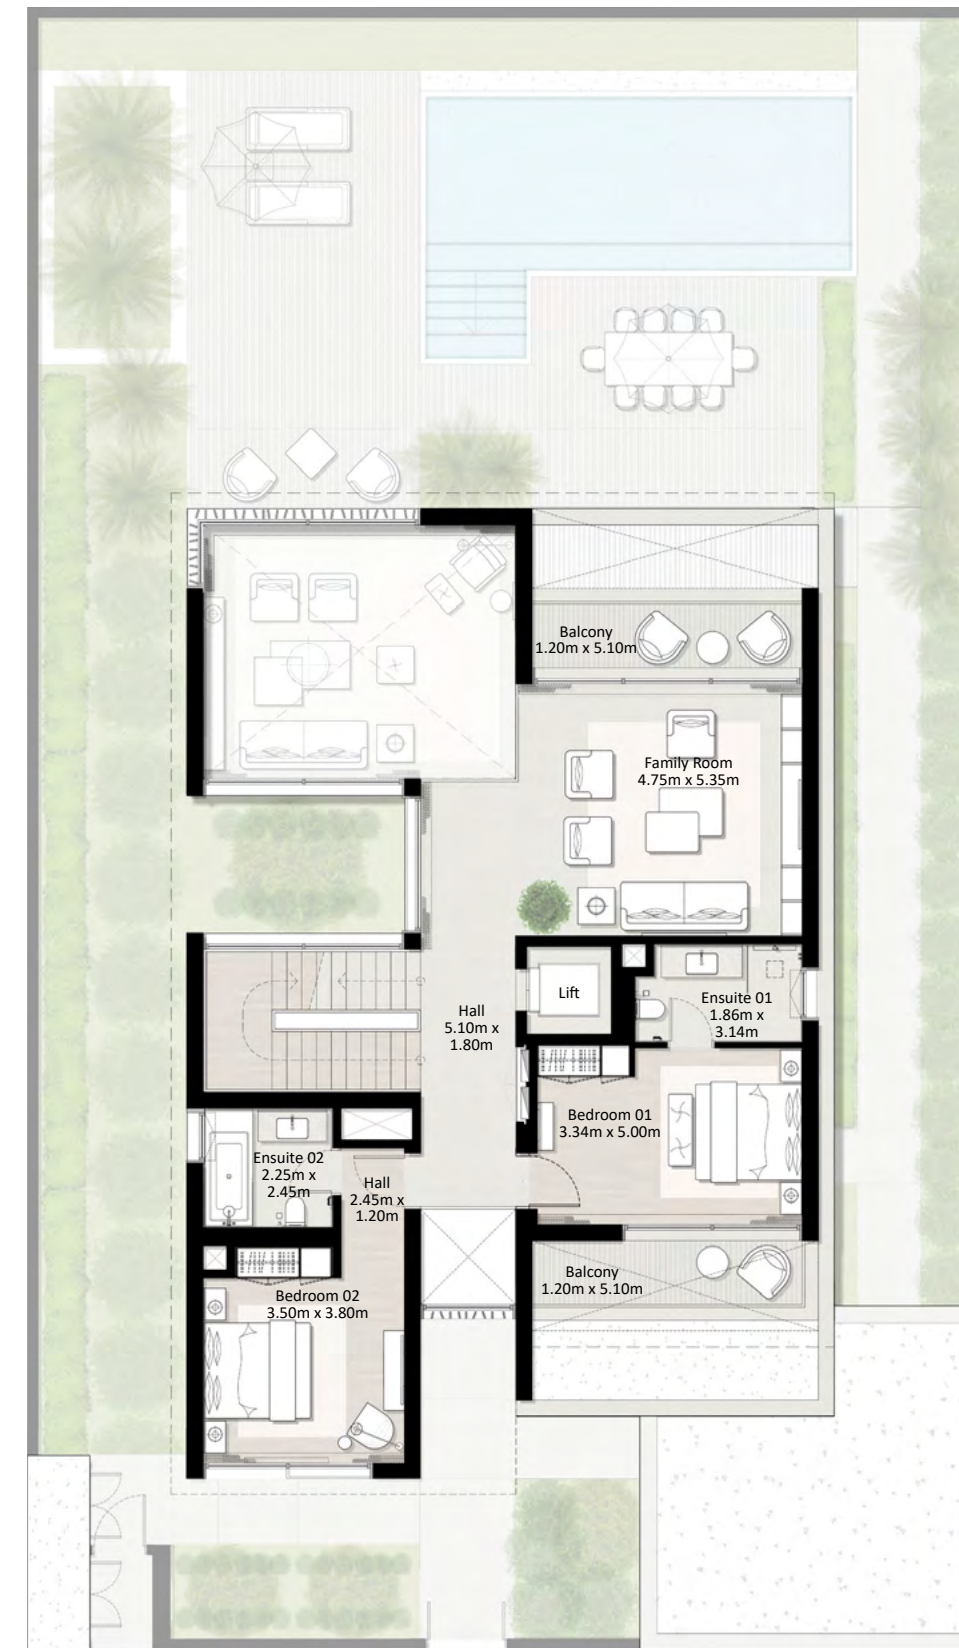 Balcony
1.20m x 5.10m
Family Room
4.75m x 5.35m
Lift
Ensuite 01
1.86m x
3.14m
Hall
5.10m x
1.80m
Bedroom 01
3.34m x 5.00m
Ensuite 02
2.25m x
2.45m
Hall
2.45m x
1.20m
Balcony
1.20m x 5.10m
Bedroom 02
3.50m x 3.80m